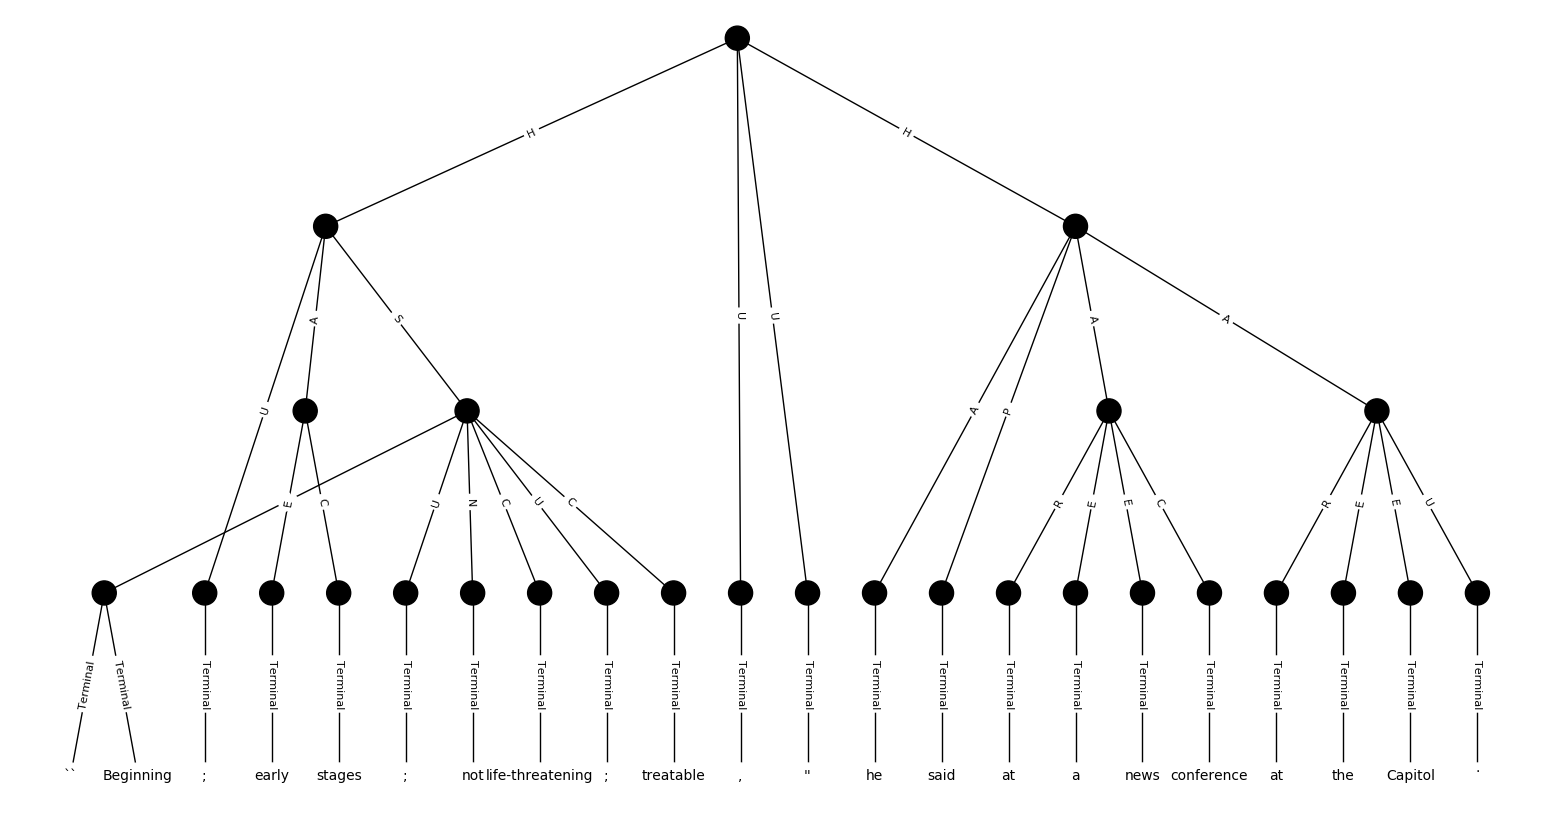 H H
A S U U A A
U A P
E C U N C U C R E E C R E E U
Terminal Terminal Terminal Terminal Terminal Terminal Terminal Terminal Terminal Terminal Terminal Terminal Terminal Terminal Terminal Terminal Terminal Terminal Terminal Terminal Terminal Terminal
`` Beginning ; early stages ; not life-threatening ; treatable , " he said at a news conference at the Capitol .